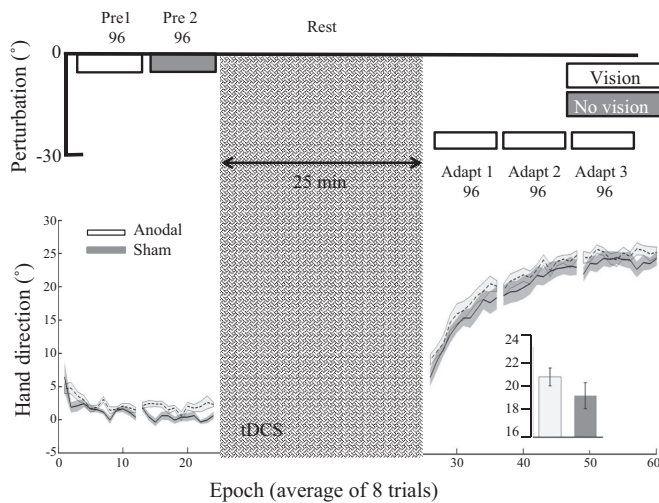 Pre1 Pre 2 Rest
96 96
Perturbation (°)
0
-30
Vision
No vision
25 min
Adapt 1 Adapt 2 Adapt 3
96 96 96
Hand direction (°)
30
25
20
15
10
5
0
-5
Anodal
Sham
tDCS
24
22
20
18
16
0 10 20 30 40 50 60
Epoch (average of 8 trials)